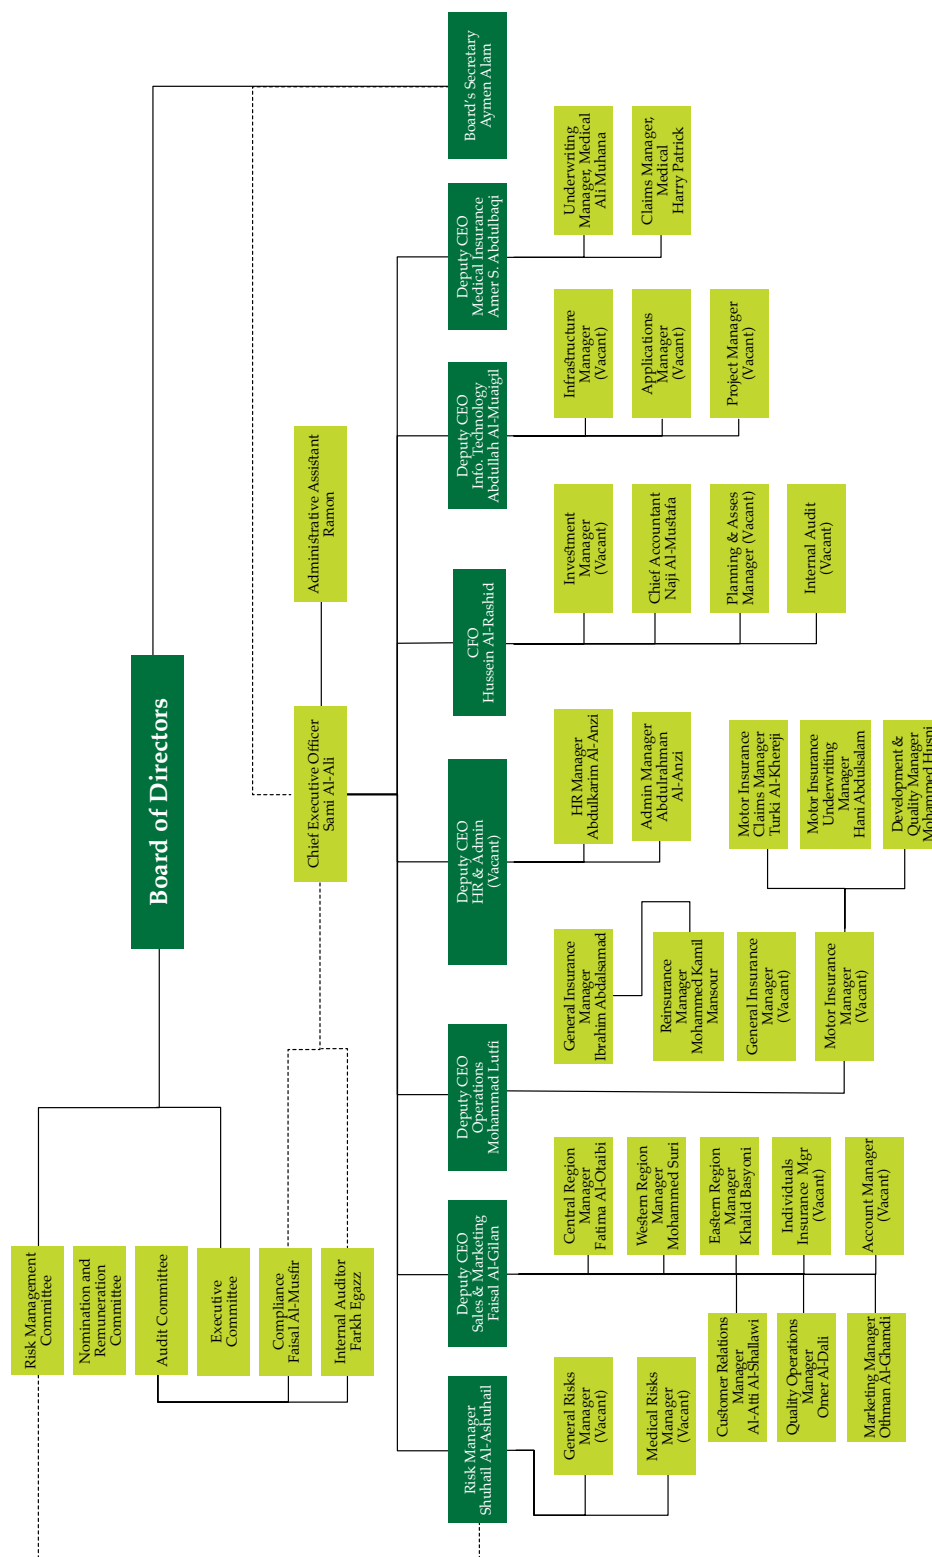 Board of Directors
Risk Management
Committee
Nomination and
Remuneration
Committee
Audit Committee
Executive
Committee
Compliance
Faisal Al-Musfir
Internal Auditor
Farkh Egazz
Chief Executive Officer
Sami Al-Ali
Administrative Assistant
Ramon
Risk Manager
Shuhail Al-Ashuhail
Deputy CEO
Sales & Marketing
Faisal Al-Gilan
Deputy CEO
Operations
Mohammad Lutfi
Deputy CEO
HR & Admin
(Vacant)
CFO
Hussein Al-Rashid
Deputy CEO
Info. Technology
Abdullah Al-Muaigil
Deputy CEO
Medical Insurance
Amer S. Abdulbaqi
Board's Secretary
Aymen Alam
General Risks
Manager
(Vacant)
Medical Risks
Manager
(Vacant)
Central Region
Manager
Fatima Al-Otaibi
Western Region
Manager
Mohammed Suri
Eastern Region
Manager
Khalid Basyoni
Individuals
Insurance Mgr
(Vacant)
Account Manager
(Vacant)
Customer Relations
Manager
Al-Atti Al-Shallawi
Quality Operations
Manager
Omer Al-Dali
Marketing Manager
Othman Al-Ghamdi
General Insurance
Manager
Ibrahim Abdalsamad
Reinsurance
Manager
Mohammed Kamil
Mansour
General Insurance
Manager
(Vacant)
Motor Insurance
Manager
(Vacant)
Motor Insurance
Claims Manager
Turki Al-Khereji
Motor Insurance
Underwriting
Manager
Hani Abdulsalam
Development &
Quality Manager
Mohammed Husni
HR Manager
Abdulkarim Al-Anzi
Admin Manager
Abdulrahman
Al-Anzi
Investment
Manager
(Vacant)
Chief Accountant
Naji Al-Mustafa
Planning & Asses
Manager (Vacant)
Internal Audit
(Vacant)
Infrastructure
Manager
(Vacant)
Applications
Manager
(Vacant)
Project Manager
(Vacant)
Underwriting
Manager, Medical
Ali Muhana
Claims Manager,
Medical
Harry Patrick